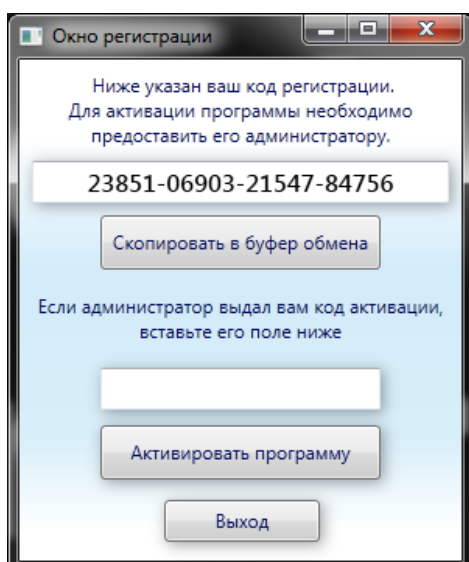 Окно регистрации
Ниже указан ваш код регистрации.
Для активации программы необходимо
предоставить его администратору.
23851-06903-21547-84756
Скопировать в буфер обмена
Если администратор выдал вам код активации,
вставьте его поле ниже
Активировать программу
Выход